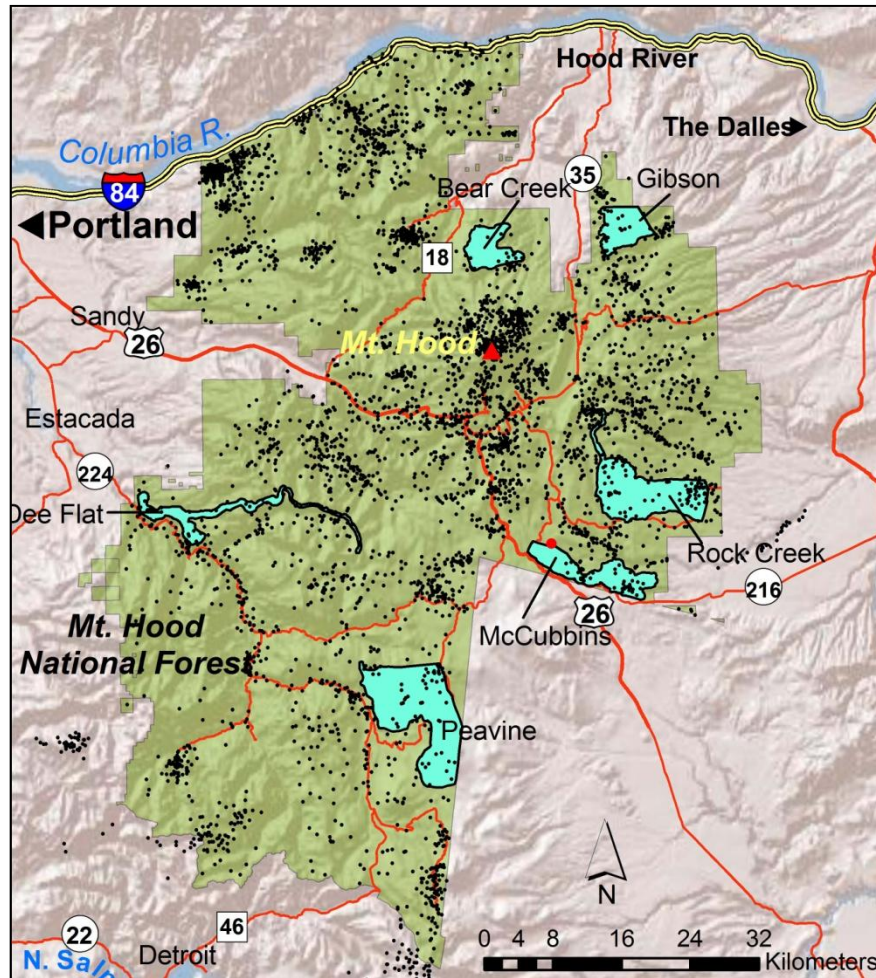 Hood River
The Dalles
Columbia R.
84
35
Gibson
Bear Creek
Portland
18
Sandy
26
Mt. Hood
Estacada
224
Dee Flat
Rock Creek
216
26
McCubbins
Mt. Hood
National Forest
Peavine
N
46
22
Detroit
0 4 8 16 24 32
Kilometers